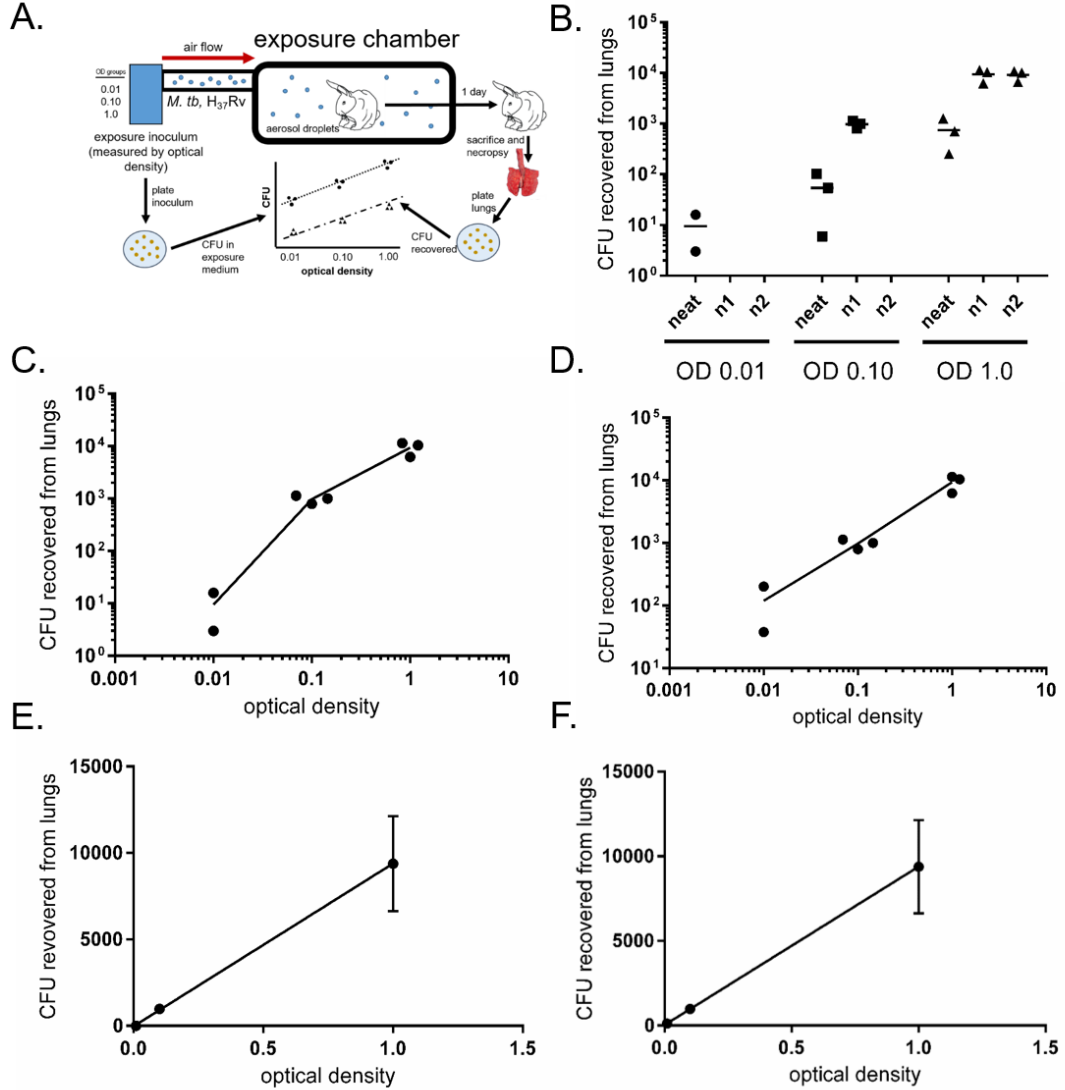 A.
exposure chamber
air flow
OD groups
0.01
0.10
1.0
M. tb, H37Rv
aerosol droplets
1 day
exposure inoculum
(measured by optical
density)
sacrifice and
necropsy
plate
inoculum
plate
lungs
CFU in
exposure
medium
CFU
recovered
CFU
0.01 0.10 1.00
optical density
B.
CFU recovered from lungs
10^5
10^4
10^3
10^2
10^1
10^0
neat n1 n2 neat n1 n2 neat n1 n2
OD 0.01 OD 0.10 OD 1.0
C.
CFU recovered from lungs
10^5
10^4
10^3
10^2
10^1
10^0
0.001 0.01 0.1 1 10
optical density
D.
CFU recovered from lungs
10^5
10^4
10^3
10^2
10^1
0.001 0.01 0.1 1 10
optical density
E.
CFU revovered from lungs
15000
10000
5000
0
0.0 0.5 1.0 1.5
optical density
F.
CFU recovered from lungs
15000
10000
5000
0
0.0 0.5 1.0 1.5
optical density